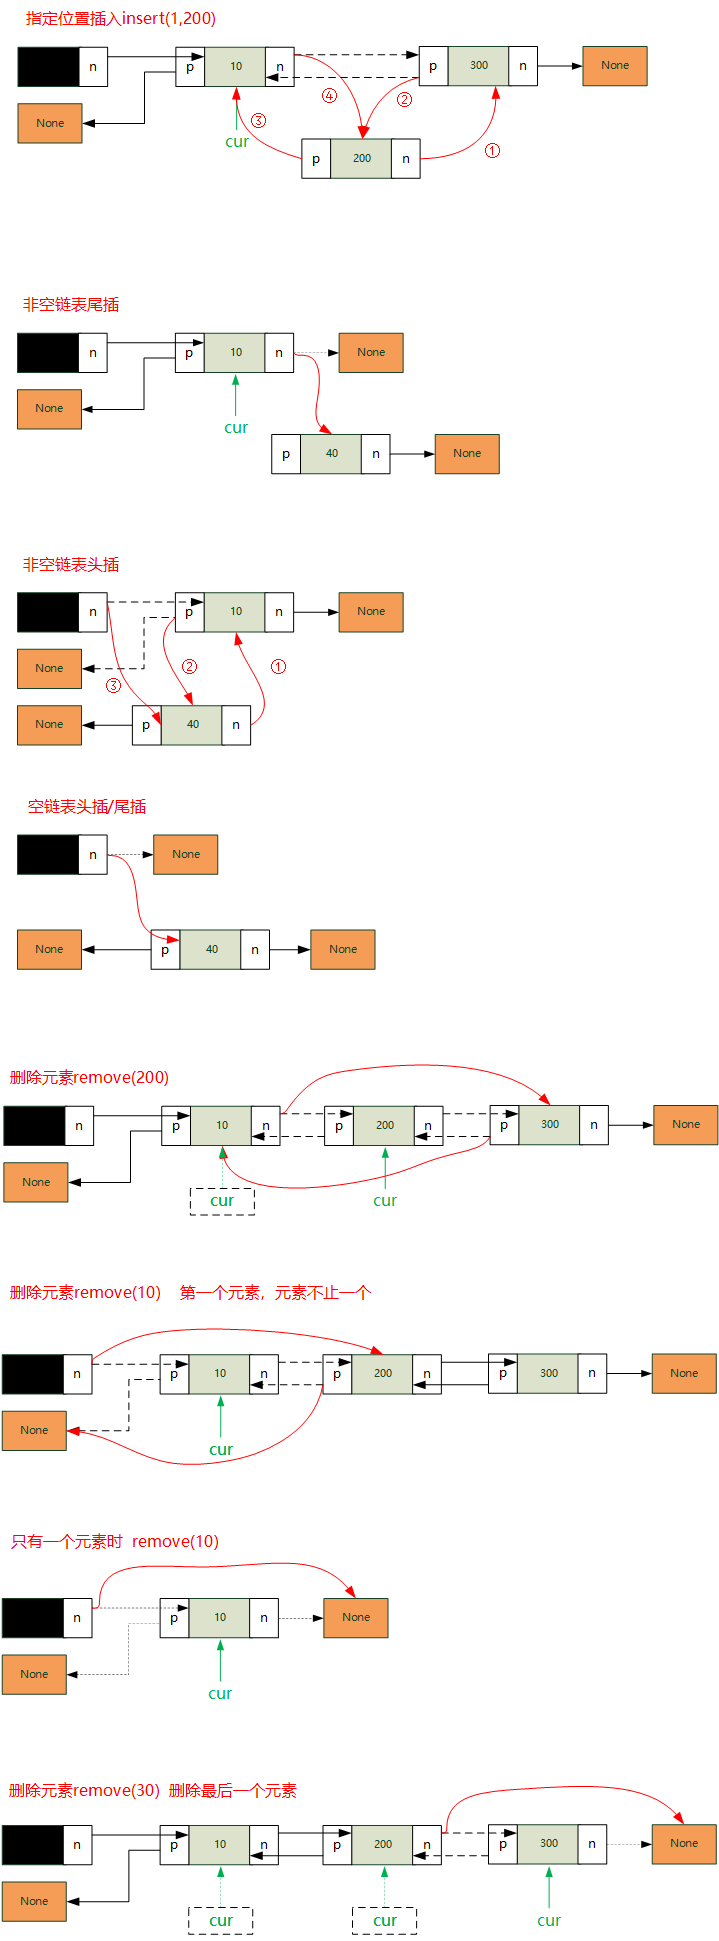 指定位置插入insert(1,200)
n p 10 n p 300 n None
None
④ ②
③
cur
①
p 200 n
非空链表尾插
n p 10 n None
None
cur
p 40 n None
非空链表头插
n p 10 n None
None ② ①
③
None p 40 n
空链表头插/尾插
n None
None p 40 n None
删除元素remove(200)
n p 10 n p 200 n p 300 n None
None
cur cur
删除元素remove(10) 第一个元素，元素不止一个
n p 10 n p 200 n p 300 n None
None
cur
只有一个元素时 remove(10)
n p 10 n None
None
cur
删除元素remove(30) 删除最后一个元素
n p 10 n p 200 n p 300 n None
None
cur cur cur